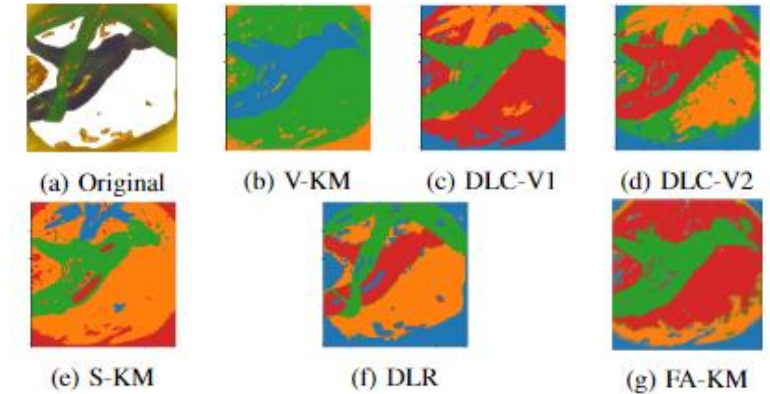 (a) Original
(b) V-KM
(c) DLC-V1
(d) DLC-V2
(e) S-KM
(f) DLR
(g) FA-KM